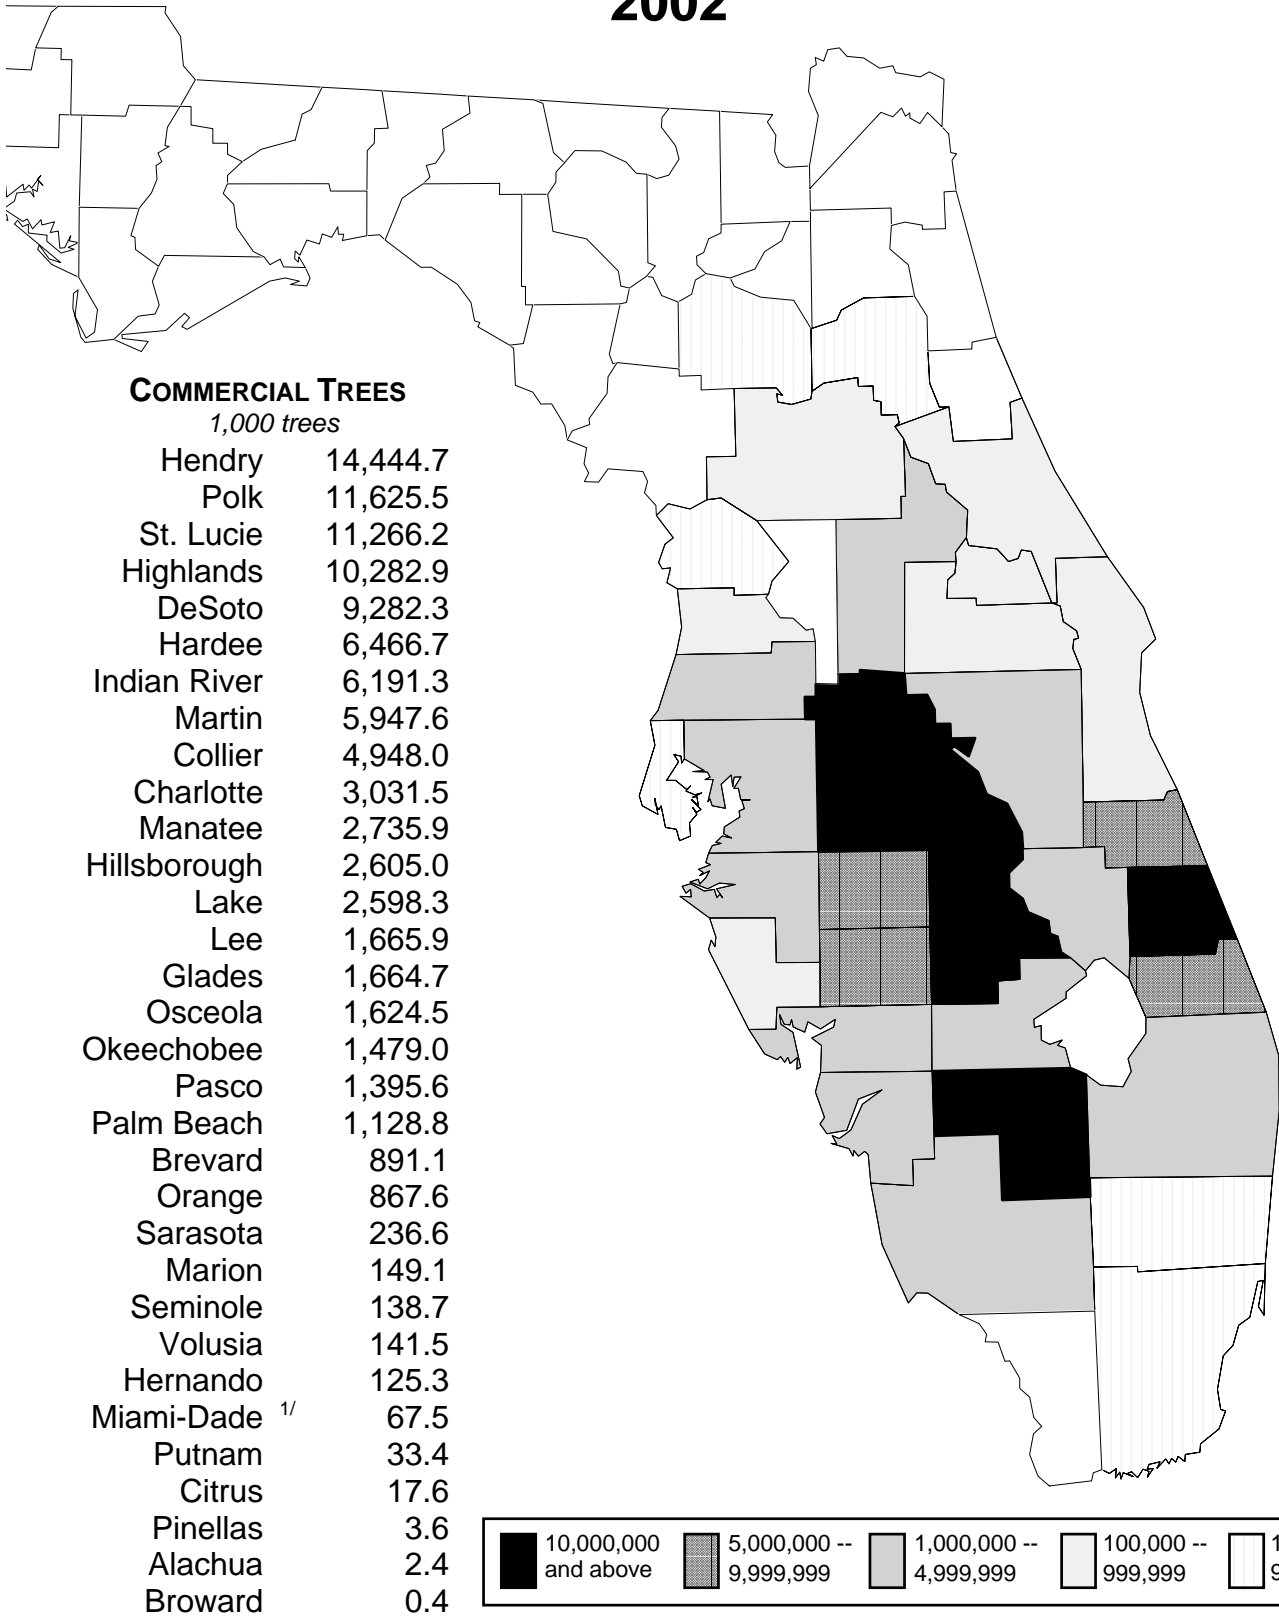 2002
COMMERCIAL TREES
1,000 trees
Hendry 14,444.7
Polk 11,625.5
St. Lucie 11,266.2
Highlands 10,282.9
DeSoto 9,282.3
Hardee 6,466.7
Indian River 6,191.3
Martin 5,947.6
Collier 4,948.0
Charlotte 3,031.5
Manatee 2,735.9
Hillsborough 2,605.0
Lake 2,598.3
Lee 1,665.9
Glades 1,664.7
Osceola 1,624.5
Okeechobee 1,479.0
Pasco 1,395.6
Palm Beach 1,128.8
Brevard 891.1
Orange 867.6
Sarasota 236.6
Marion 149.1
Seminole 138.7
Volusia 141.5
Hernando 125.3
Miami-Dade 1/ 67.5
Putnam 33.4
Citrus 17.6
Pinellas 3.6
Alachua 2.4
Broward 0.4
10,000,000
and above
5,000,000 --
9,999,999
1,000,000 --
4,999,999
100,000 --
999,999